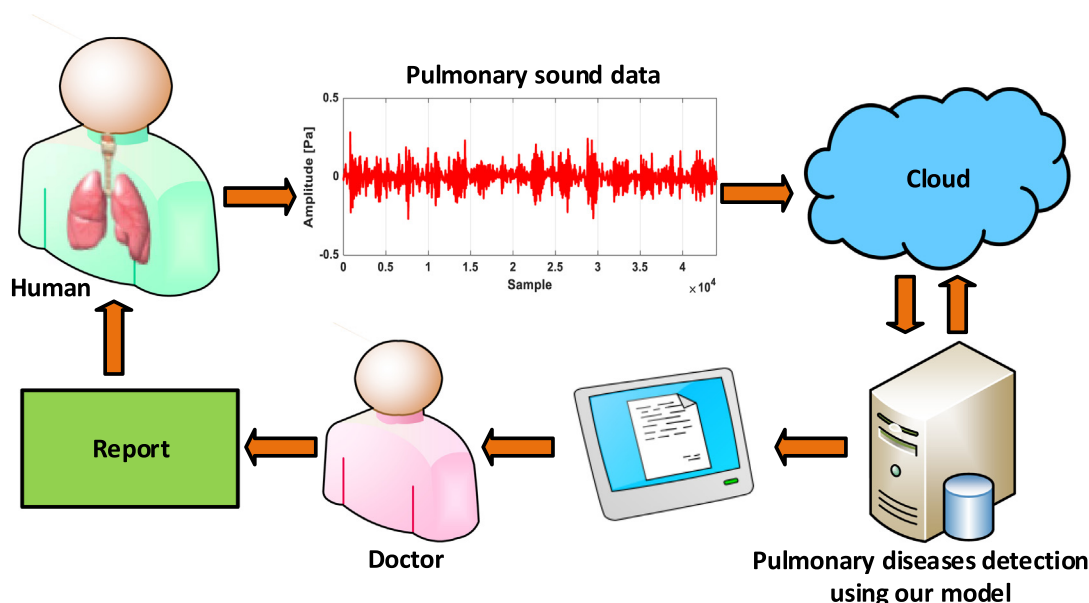 Pulmonary sound data
0.5
0
-0.5
Amplitude [Pa]
0 0.5 1 1.5 2 2.5 3 3.5 4
Sample
×10⁴
Cloud
Human
Report
Doctor
Pulmonary diseases detection
using our model